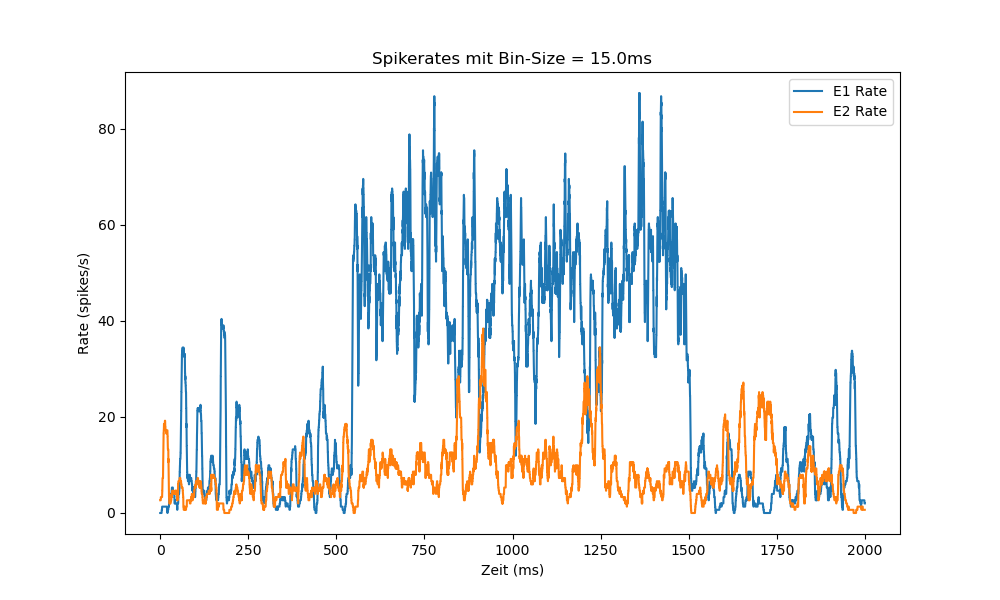 Spikerates mit Bin-Size = 15.0ms
E1 Rate
E2 Rate
Rate (spikes/s)
80
60
40
20
0
0 250 500 750 1000 1250 1500 1750 2000
Zeit (ms)